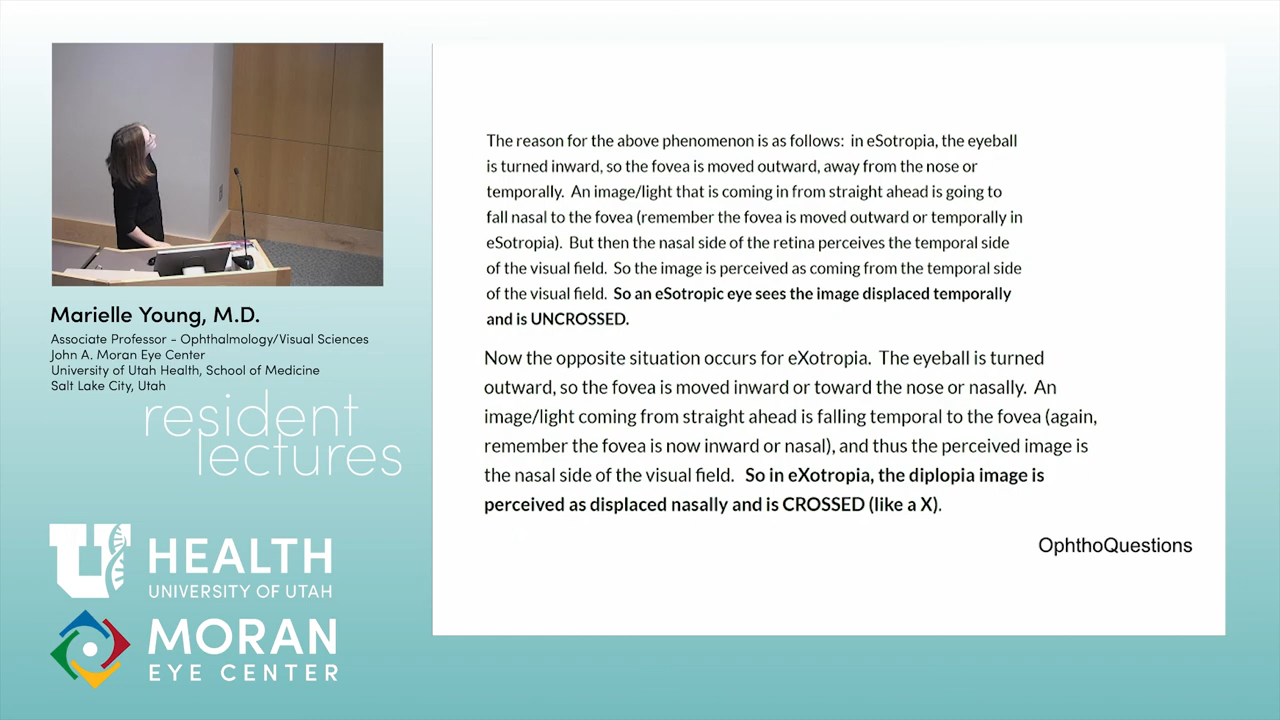 The reason for the above phenomenon is as follows: in eSotropia, the eyeball
is turned inward, so the fovea is moved outward, away from the nose or
temporally. An image/light that is coming in from straight ahead is going to
fall nasal to the fovea (remember the fovea is moved outward or temporally in
eSotropia). But then the nasal side of the retina perceives the temporal side
of the visual field. So the image is perceived as coming from the temporal side
of the visual field. So an eSotropic eye sees the image displaced temporally
and is UNCROSSED.
Now the opposite situation occurs for eXotropia. The eyeball is turned
outward, so the fovea is moved inward or toward the nose or nasally. An
image/light coming from straight ahead is falling temporal to the fovea (again,
remember the fovea is now inward or nasal), and thus the perceived image is
the nasal side of the visual field. So in eXotropia, the diplopia image is
perceived as displaced nasally and is CROSSED (like a X).
OphthoQuestions
Marielle Young, M.D.
Associate Professor - Ophthalmology/Visual Sciences
John A. Moran Eye Center
University of Utah Health, School of Medicine
Salt Lake City, Utah
resident
lectures
U HEALTH
UNIVERSITY OF UTAH
MORAN
EYE CENTER